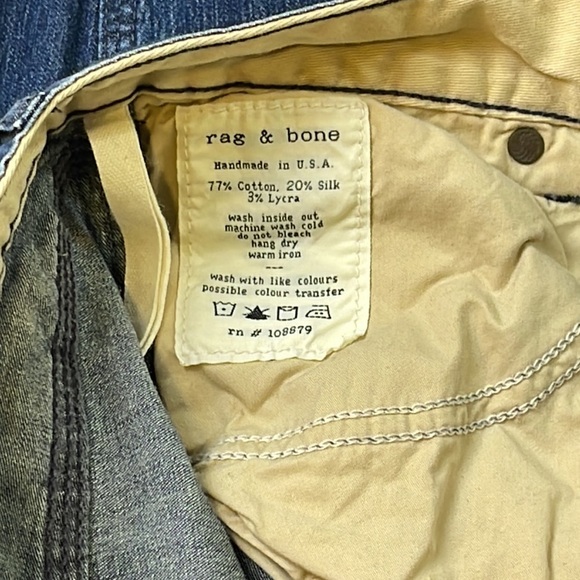 rag & bone
Handmade in U.S.A.
77% Cotton, 20% Silk
3% Lycra
wash inside out
machine wash cold
do not bleach
hang dry
warm iron
---
wash with like colours
possible colour transfer
rn # 108879